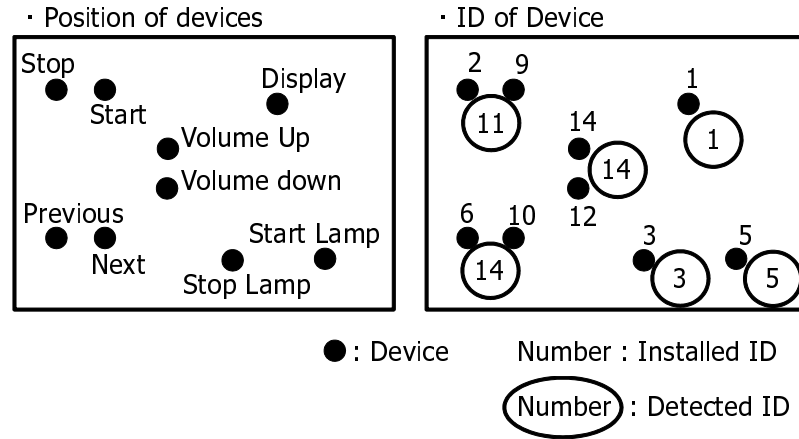 · Position of devices
Stop
Start
Display
Volume Up
Volume down
Previous
Next
Start Lamp
Stop Lamp
· ID of Device
2 9
11
1
1
14
14
12
6 10
14
3
3
5
5
: Device
Number : Installed ID
Number : Detected ID